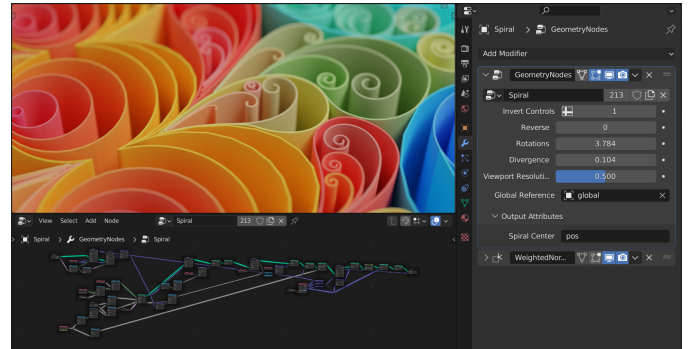 Spiral > GeometryNodes
Add Modifier
GeometryNodes
Spiral 213
Invert Controls 1
Reverse 0
Rotations 3.784
Divergence 0.104
Viewport Resoluti... 0.500
Global Reference global
Output Attributes
Spiral Center pos
WeightedNor...
View Select Add Node Spiral 213
Spiral > GeometryNodes > Spiral